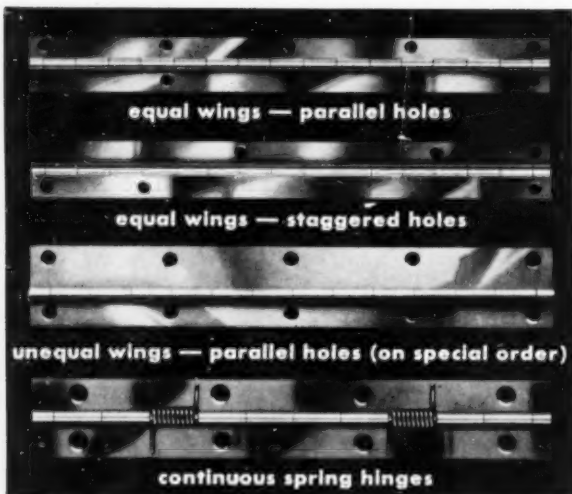 equal wings — parallel holes
equal wings — staggered holes
unequal wings — parallel holes (on special order)
continuous spring hinges